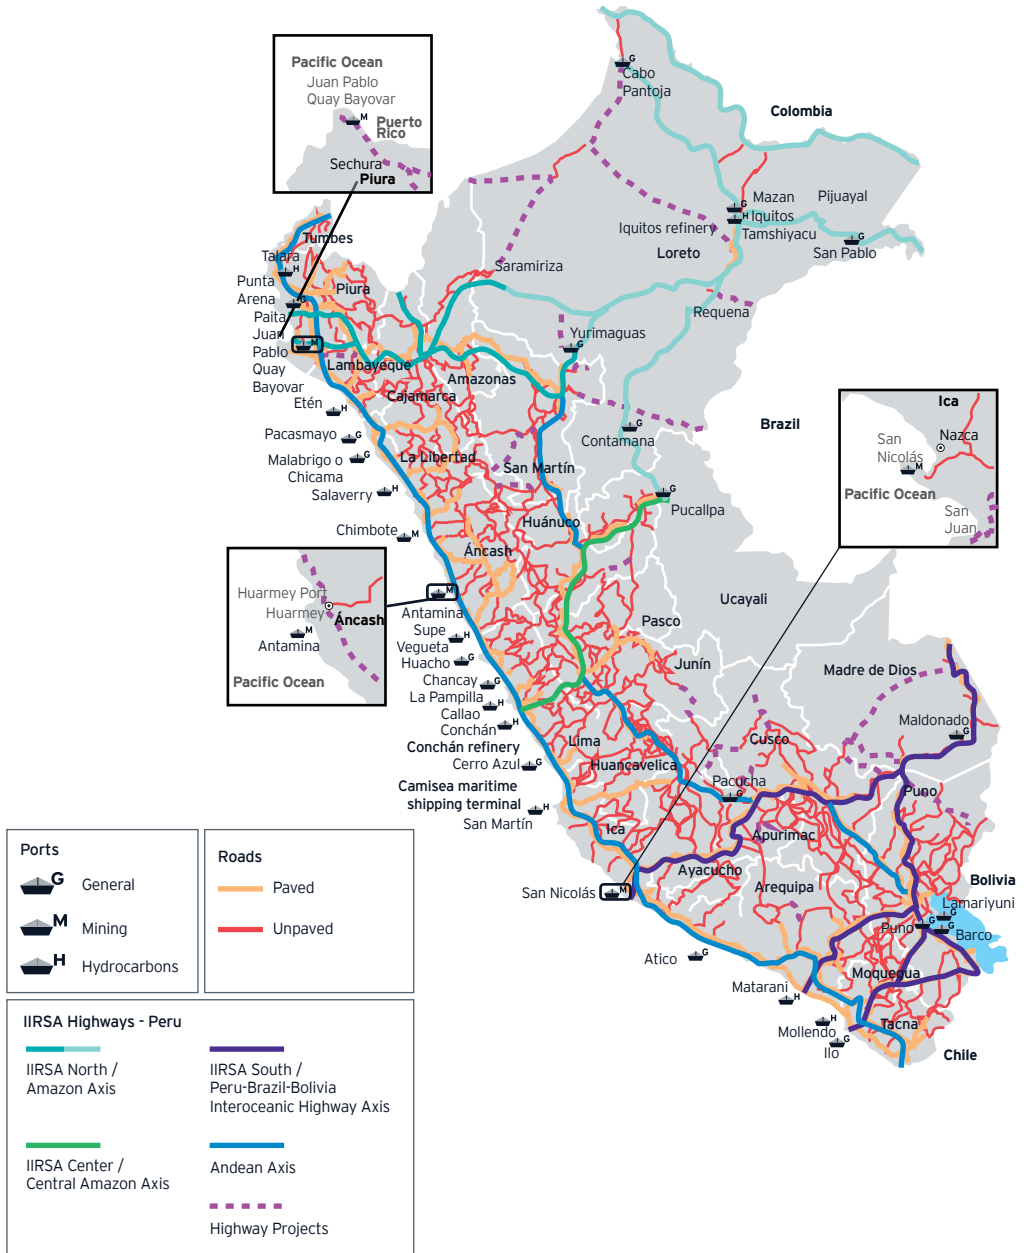 Pacific Ocean
Juan Pablo
Quay Bayovar
M
Puerto
Rico
Sechura
Piura
G
Cabo
Pantoja
Colombia
Mazan
G
Iquitos
H
Tamshiyacu
Iquitos refinery
Pijuayal
G
San Pablo
Loreto
Tumbes
Talara
H
Punta
Arena
G
Piura
Paita
Juan
Pablo
M
Quay
Bayovar
Saramiriza
Requena
Yurimaguas
G
Lambayeque
Amazonas
Cajamarca
Etén
H
Pacasmayo
G
Malabrigo o
Chicama
G
La Libertad
Salaverry
H
San Martín
Contamana
G
Brazil
Ica
San
Nicolás
M
Nazca
Pacific Ocean
San
Juan
G
Pucallpa
Chimbote
M
Huánuco
Áncash
Huarmey Port
Huarmey
Áncash
M
Antamina
Pacific Ocean
M
Antamina
Supe
H
Vegueta
Huacho
G
Chancay
G
La Pampilla
H
Callao
Conchán
H
Conchán refinery
Cerro Azul
G
Camisea maritime
shipping terminal
H
San Martín
Ucayali
Pasco
Junín
Madre de Dios
Maldonado
G
Lima
Huancavelica
Cusco
Pacucha
G
Puno
Ica
Apurimac
Ayacucho
Arequipa
San Nicolás
M
Bolivia
Lamariyuni
G
Puno
G
G
Barco
Atico
G
Moquegua
Matarani
H
Mollendo
H
Ilo
G
Tacna
Chile
Ports
G
General
M
Mining
H
Hydrocarbons
Roads
Paved
Unpaved
IIRSA Highways - Peru
IIRSA North /
Amazon Axis
IIRSA South /
Peru-Brazil-Bolivia
Interoceanic Highway Axis
IIRSA Center /
Central Amazon Axis
Andean Axis
Highway Projects